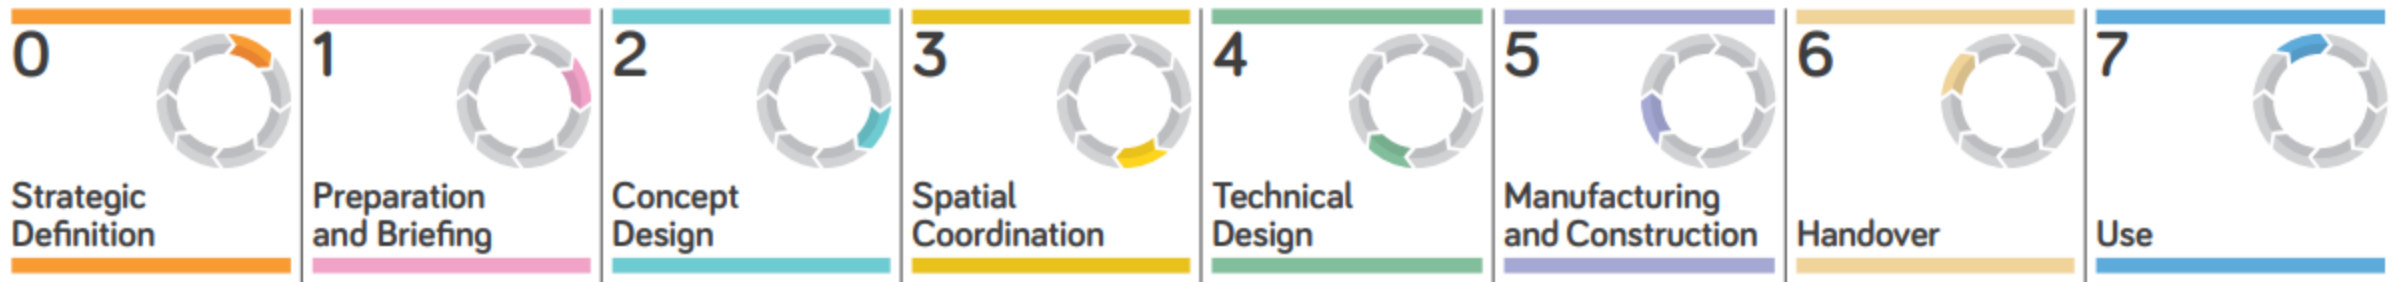 0
Strategic
Definition
1
Preparation
and Briefing
2
Concept
Design
3
Spatial
Coordination
4
Technical
Design
5
Manufacturing
and Construction
6
Handover
7
Use